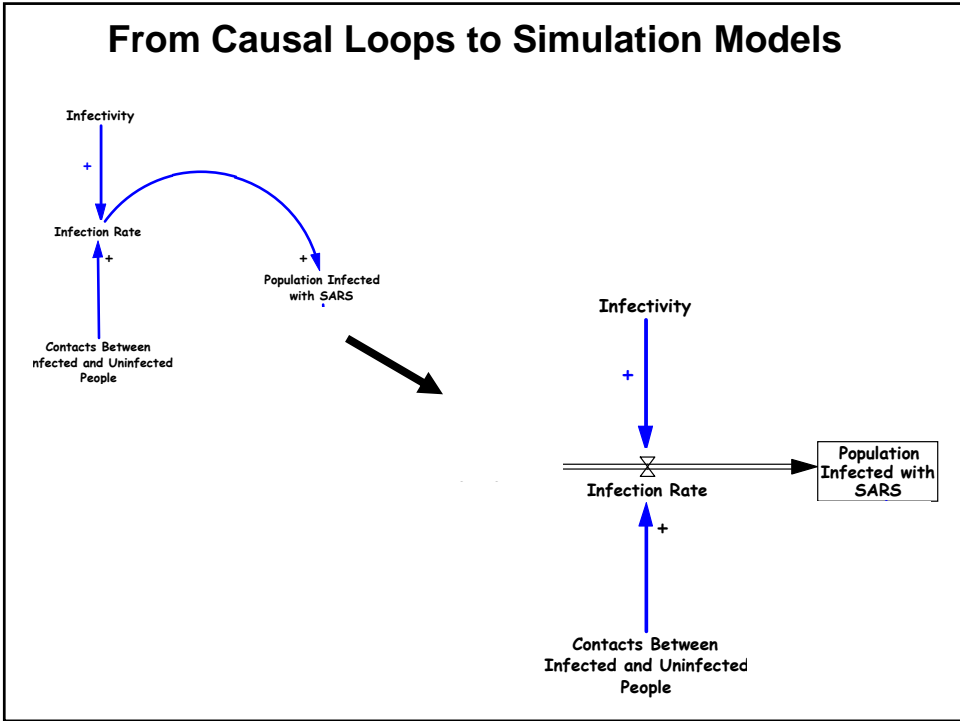 From Causal Loops to Simulation Models
Infectivity
+
Infection Rate
+
+
Population Infected
with SARS
Contacts Between
nfected and Uninfected
People
Infectivity
+
Population
Infected with
SARS
Infection Rate
+
Contacts Between
Infected and Uninfected
People